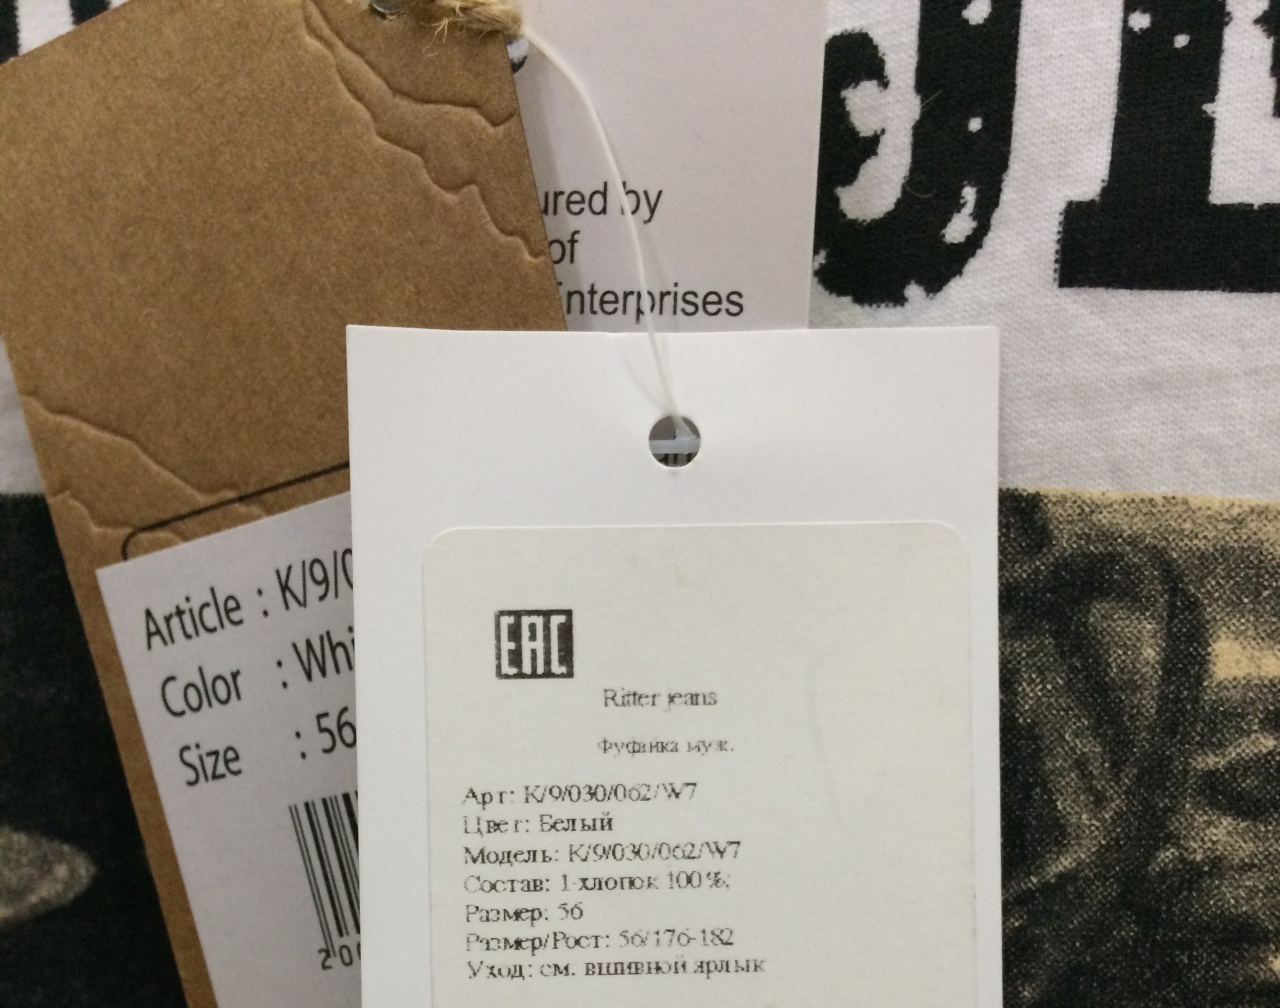 ured by
of
nterprises
Article : K/9/0
Color : Whi
Size : 56
EAC
Ritter jeans
Фуфайка муж.
Арт: K/9/030/062/W7
Цвет: Белый
Модель: K/9/030/062/W7
Состав: 1-хлопок 100 %;
Размер: 56
Размер/Рост: 56/176-182
Уход: см. вшивной ярлык